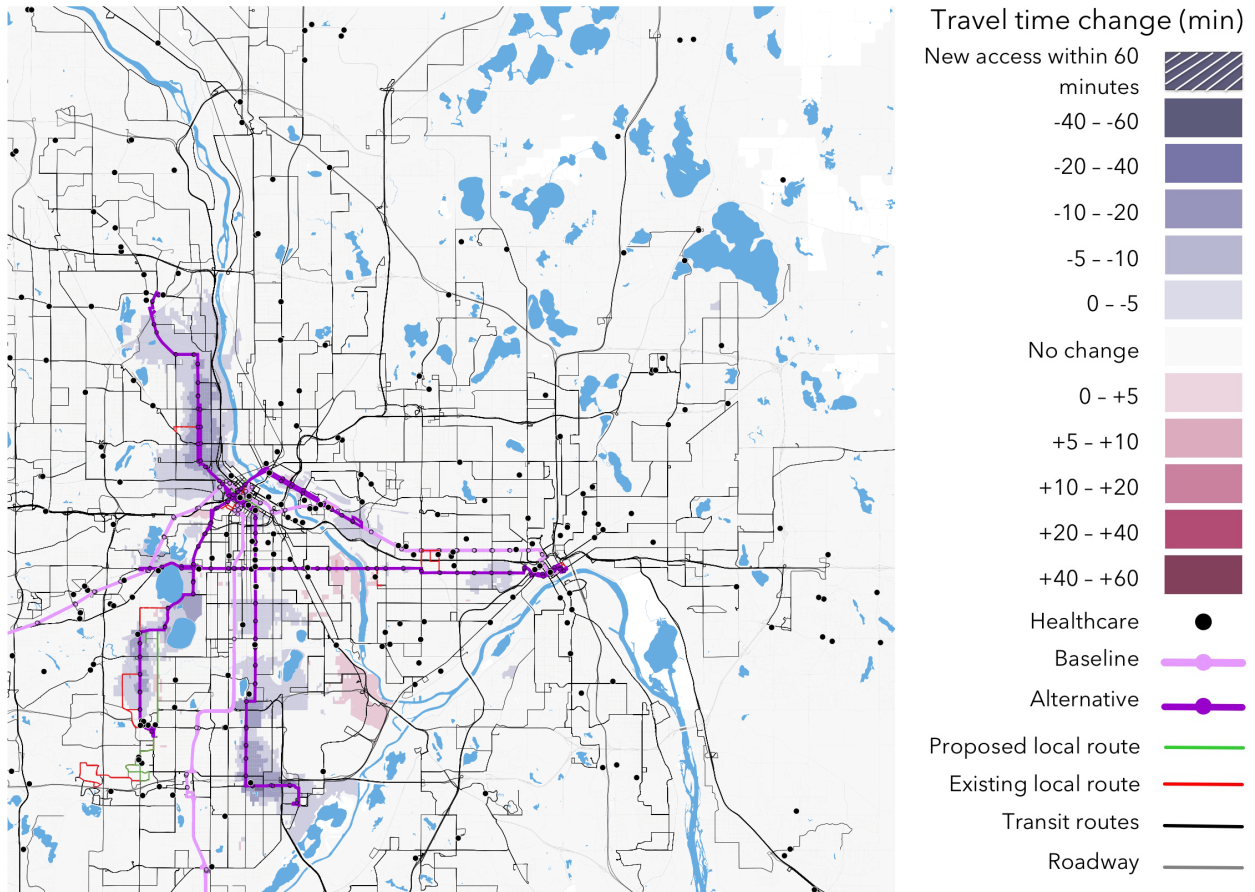 Travel time change (min)
New access within 60
minutes
-40 – -60
-20 – -40
-10 – -20
-5 – -10
0 – -5
No change
0 – +5
+5 – +10
+10 – +20
+20 – +40
+40 – +60
Healthcare
Baseline
Alternative
Proposed local route
Existing local route
Transit routes
Roadway